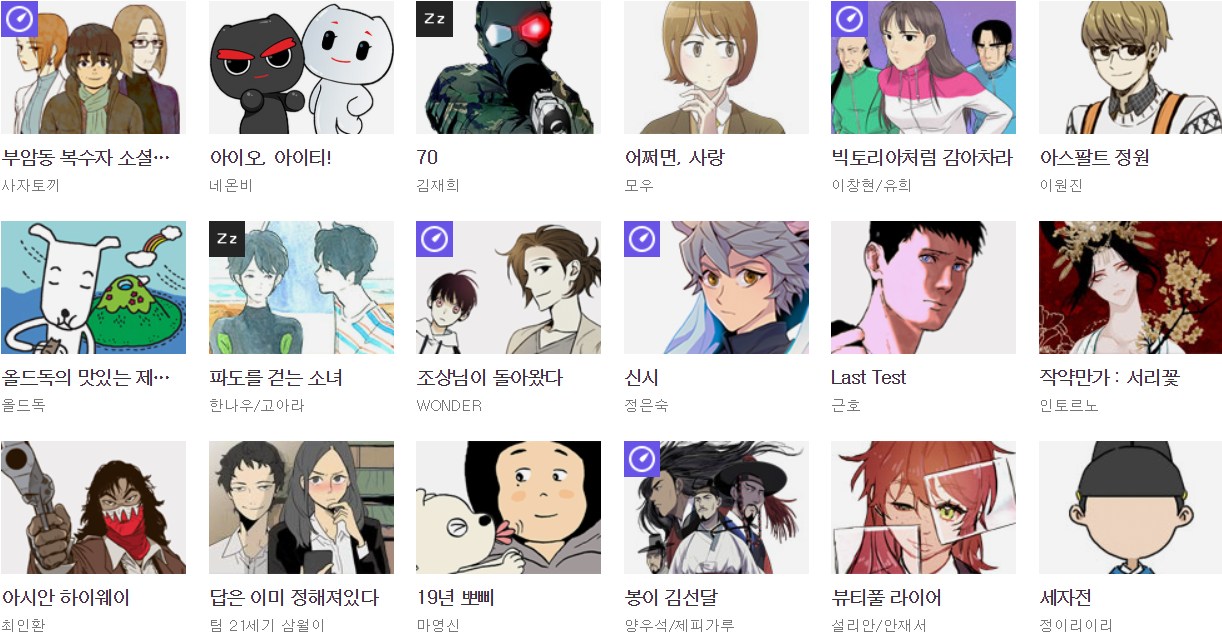 Zz
부암동 복수자 소셜…
아이오, 아이티!
70
어쩌면, 사랑
빅토리아처럼 감아차라
아스팔트 정원
사자토끼
네온비
김재희
모우
이창현/유희
이원진
Zz
올드독의 맛있는 제…
파도를 걷는 소녀
조상님이 돌아왔다
신시
Last Test
작약만가 : 서리꽃
올드독
한나우/고아라
WONDER
정은숙
근호
인토르노
아시안 하이웨이
답은 이미 정해져있다
19년 뽀삐
봉이 김선달
뷰티풀 라이어
세자전
최인환
팀 21세기 삼월이
마영신
양우석/제피가루
설리안/안재서
정이리이리